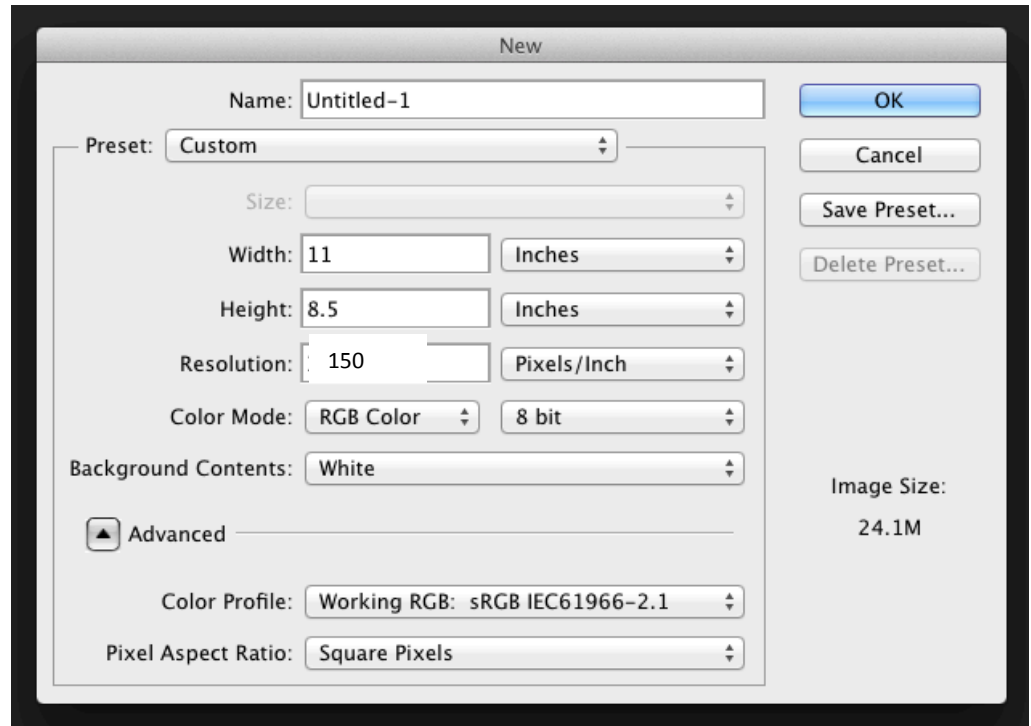 New
Name: Untitled-1
OK
Preset: Custom
Cancel
Size:
Save Preset...
Width: 11 Inches
Delete Preset...
Height: 8.5 Inches
Resolution: 150 Pixels/Inch
Color Mode: RGB Color 8 bit
Background Contents: White
Image Size:
24.1M
Advanced
Color Profile: Working RGB: sRGB IEC61966-2.1
Pixel Aspect Ratio: Square Pixels